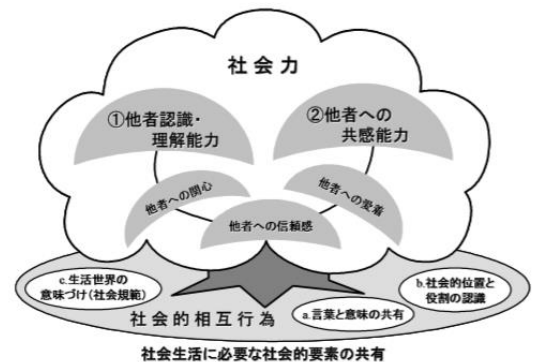 社会力
①他者認識・
理解能力
②他者への
共感能力
他者への関心
他者への信頼感
他者への愛着
c.生活世界の
意味づけ(社会規範)
b.社会的位置と
役割の認識
社会的相互行為
a.言葉と意味の共有
社会生活に必要な社会的要素の共有